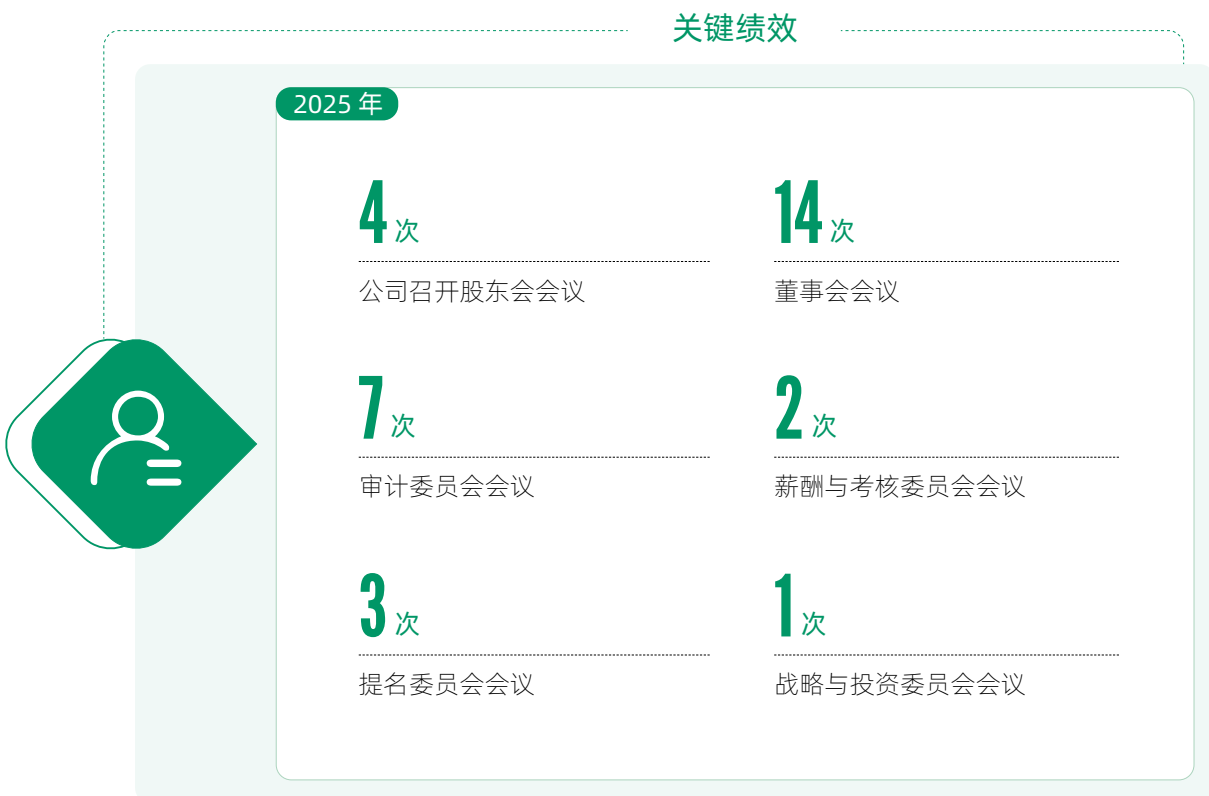 关键绩效
2025 年
4 次
公司召开股东会会议
14 次
董事会会议
7 次
审计委员会会议
2 次
薪酬与考核委员会会议
3 次
提名委员会会议
1 次
战略与投资委员会会议